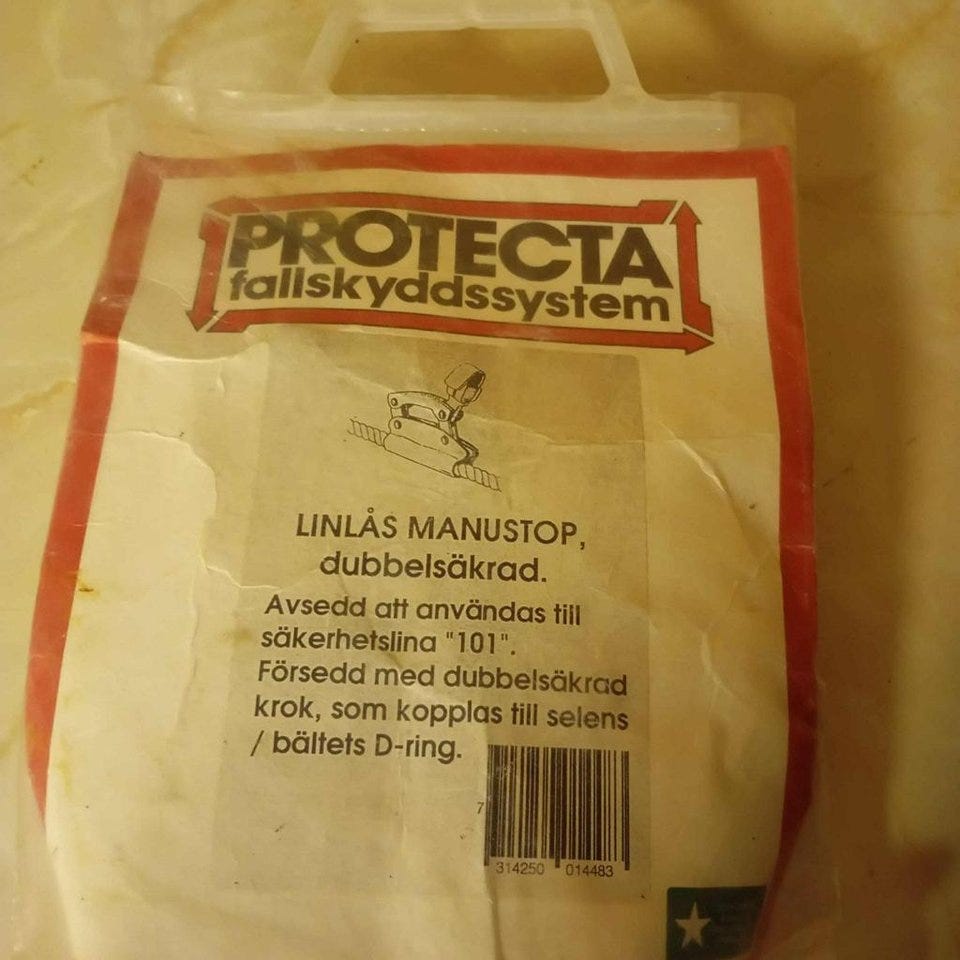 PROTECTA
fallskyddssystem
LINLÅS MANUSTOP,
dubbelsäkrad.
Avsedd att användas till
säkerhetslina "101".
Försedd med dubbelsäkrad
krok, som kopplas till selens
/ bältets D-ring.
7 314250 014483